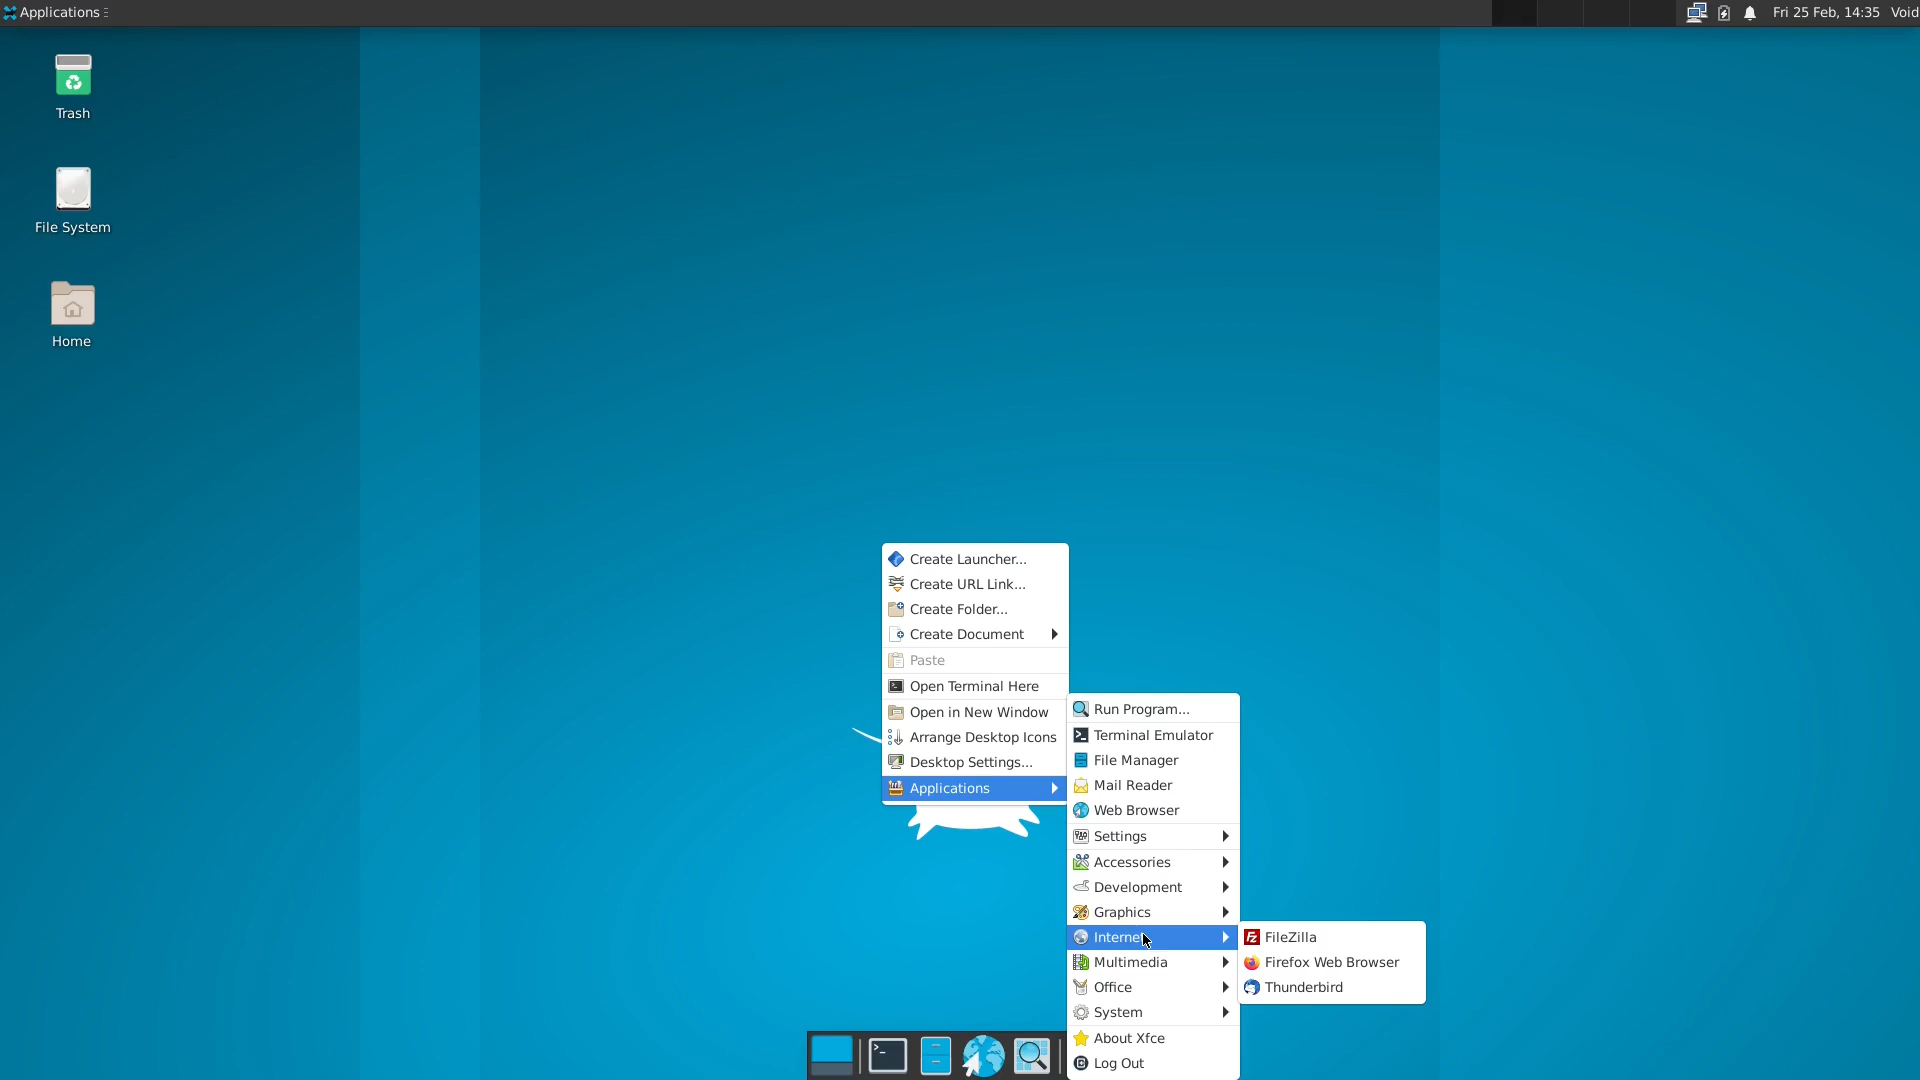 Applications
Fri 25 Feb, 14:35 Void
Trash
File System
Home
Create Launcher...
Create URL Link...
Create Folder...
Create Document
Paste
Open Terminal Here
Open in New Window
Arrange Desktop Icons
Desktop Settings...
Applications
Run Program...
Terminal Emulator
File Manager
Mail Reader
Web Browser
Settings
Accessories
Development
Graphics
Internet
Multimedia
Office
System
About Xfce
Log Out
FileZilla
Firefox Web Browser
Thunderbird